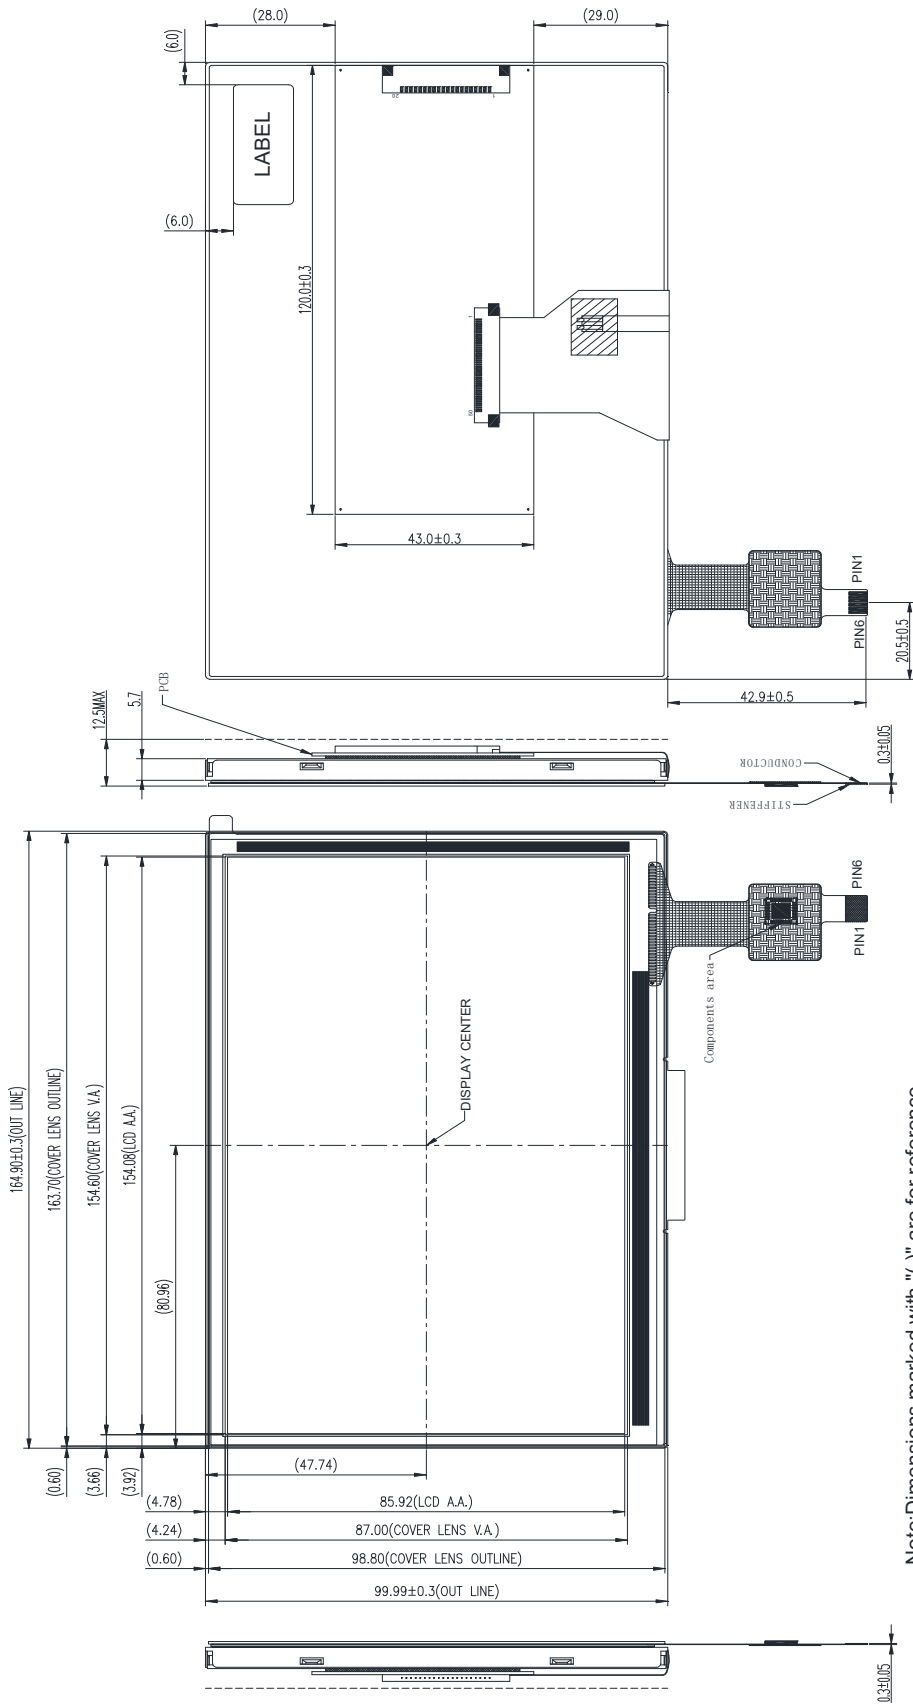 (28.0)
(29.0)
(6.0)
LABEL
(6.0)
120.0±0.3
20
1
1
50
43.0±0.3
PIN6
PIN1
20.5±0.5
42.9±0.5
12.5MAX
5.7
PCB
0.3±0.05
CONDUCTOR
STIFFENER
164.90±0.3(OUT LINE)
163.70(COVER LENS OUTLINE)
154.60(COVER LENS V.A.)
154.08(LCD A.A.)
(80.96)
DISPLAY CENTER
Components area
PIN1
PIN6
(0.60)
(3.66)
(3.92)
(47.74)
(4.78)
85.92(LCD A.A.)
(4.24)
87.00(COVER LENS V.A.)
(0.60)
98.80(COVER LENS OUTLINE)
99.99±0.3(OUT LINE)
0.3±0.05
Note:Dimensions marked with "( )" are for reference